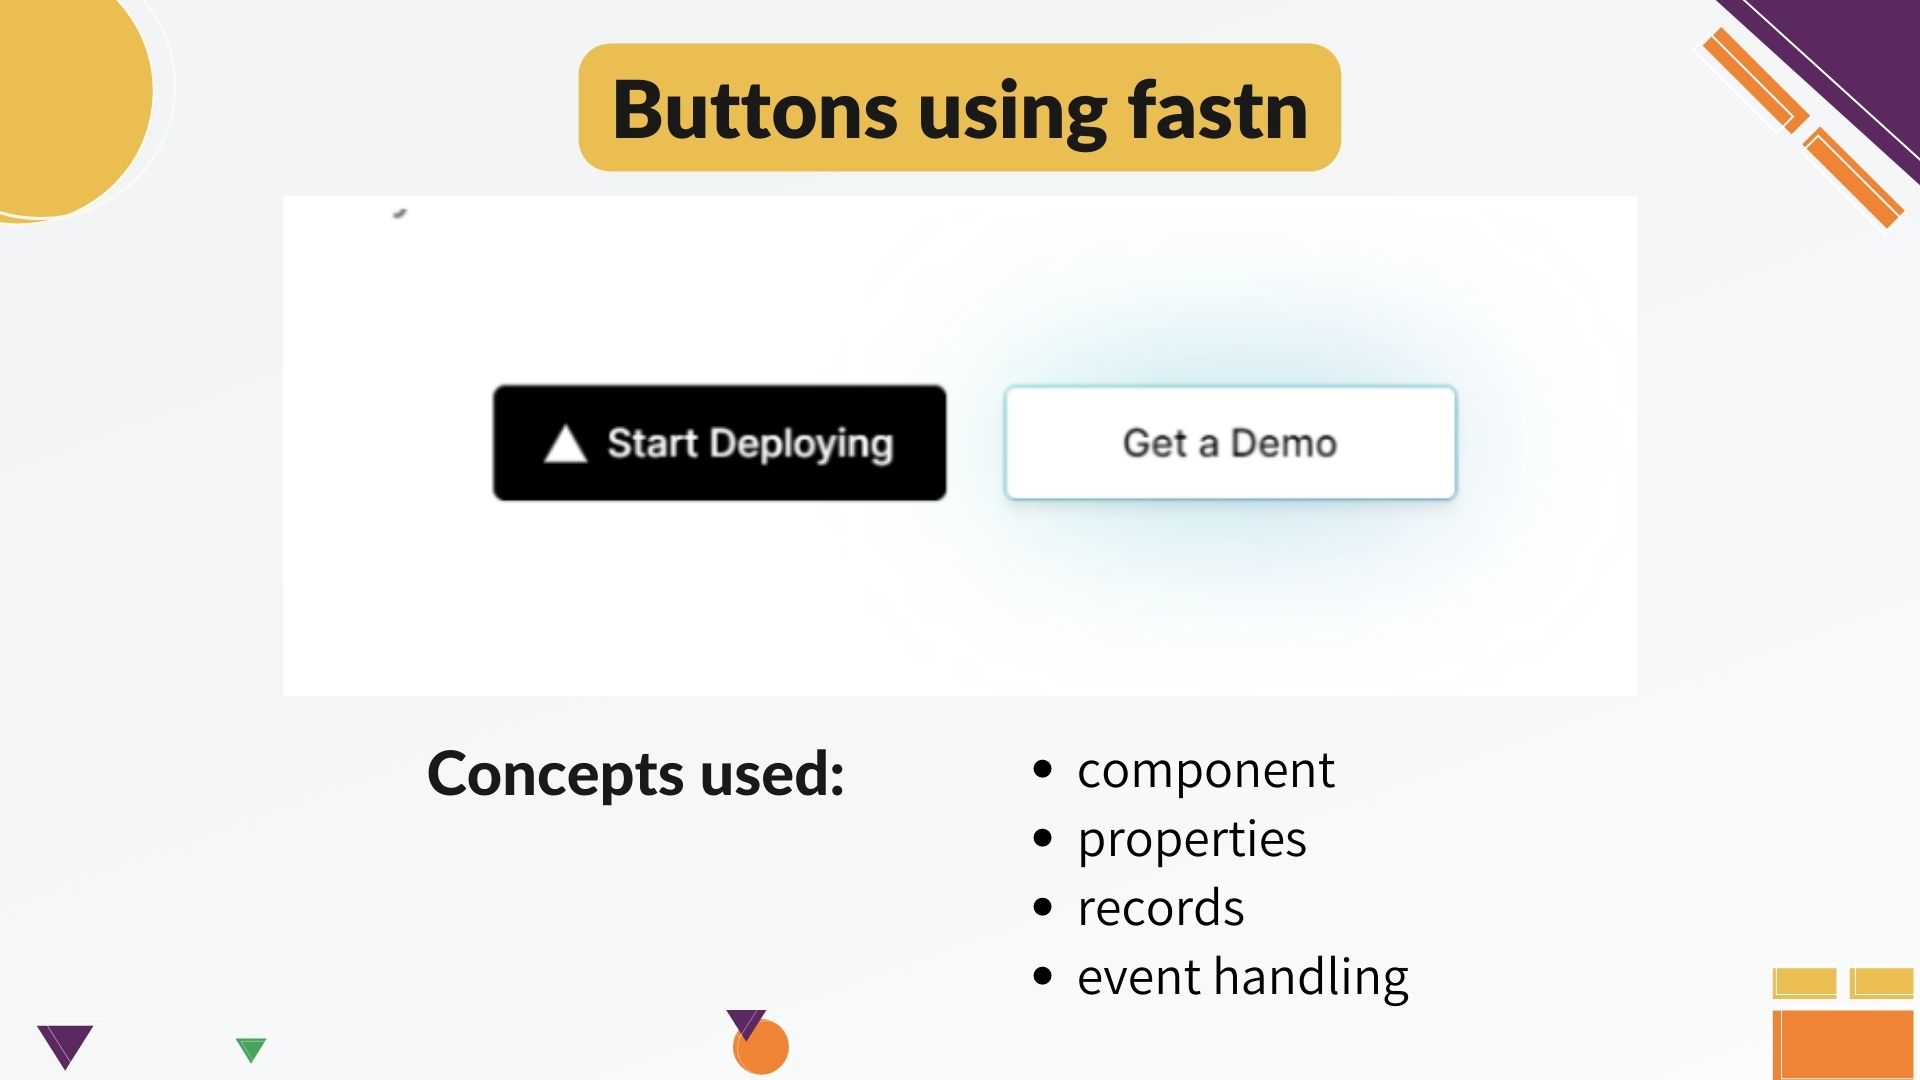 Buttons using fastn
Start Deploying
Get a Demo
Concepts used:
• component
• properties
• records
• event handling